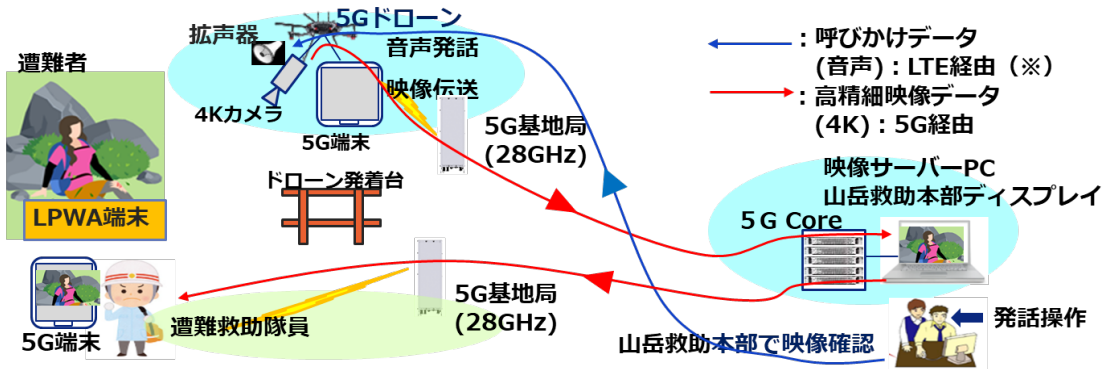 遭難者
LPWA端末
拡声器
5Gドローン
音声発話
映像伝送
4Kカメラ
5G端末
5G基地局
(28GHz)
ドローン発着台
:呼びかけデータ
(音声):LTE経由(※)
:高精細映像データ
(4K):5G経由
映像サーバーPC
山岳救助本部ディスプレイ
5G Core
5G端末
遭難救助隊員
5G基地局
(28GHz)
山岳救助本部で映像確認
発話操作